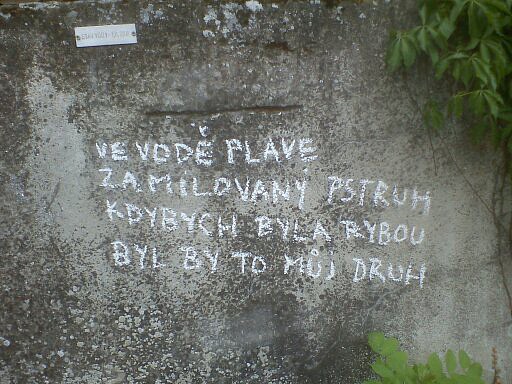 VE VODĚ PLAVE
ZAMILOVANÝ PSTRUH
KDYBYCH BYLA RYBOU
BYL BY TO MŮJ DRUH